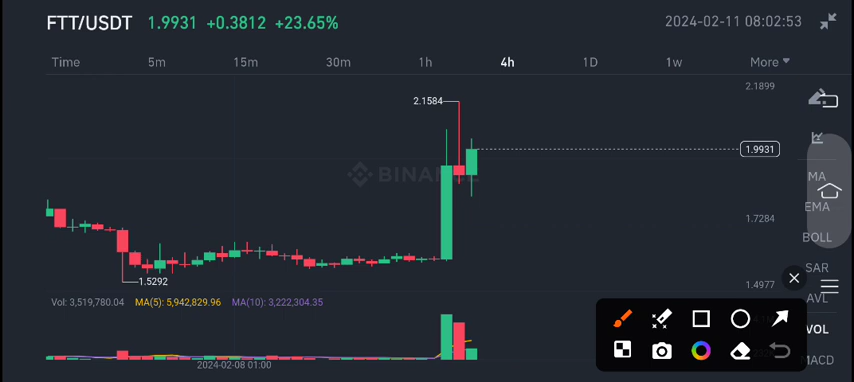 FTT/USDT 1.9931 +0.3812 +23.65% 2024-02-11 08:02:53
Time 5m 15m 30m 1h 4h 1D 1w More
2.1899
2.1584
1.9931
BINANCE
MA
EMA
1.7284
BOLL
SAR
1.5292
1.4977
AVL
Vol: 3,519,780.04 MA(5): 5,942,829.96 MA(10): 3,222,304.35
VOL
MACD
2024-02-08 01:00